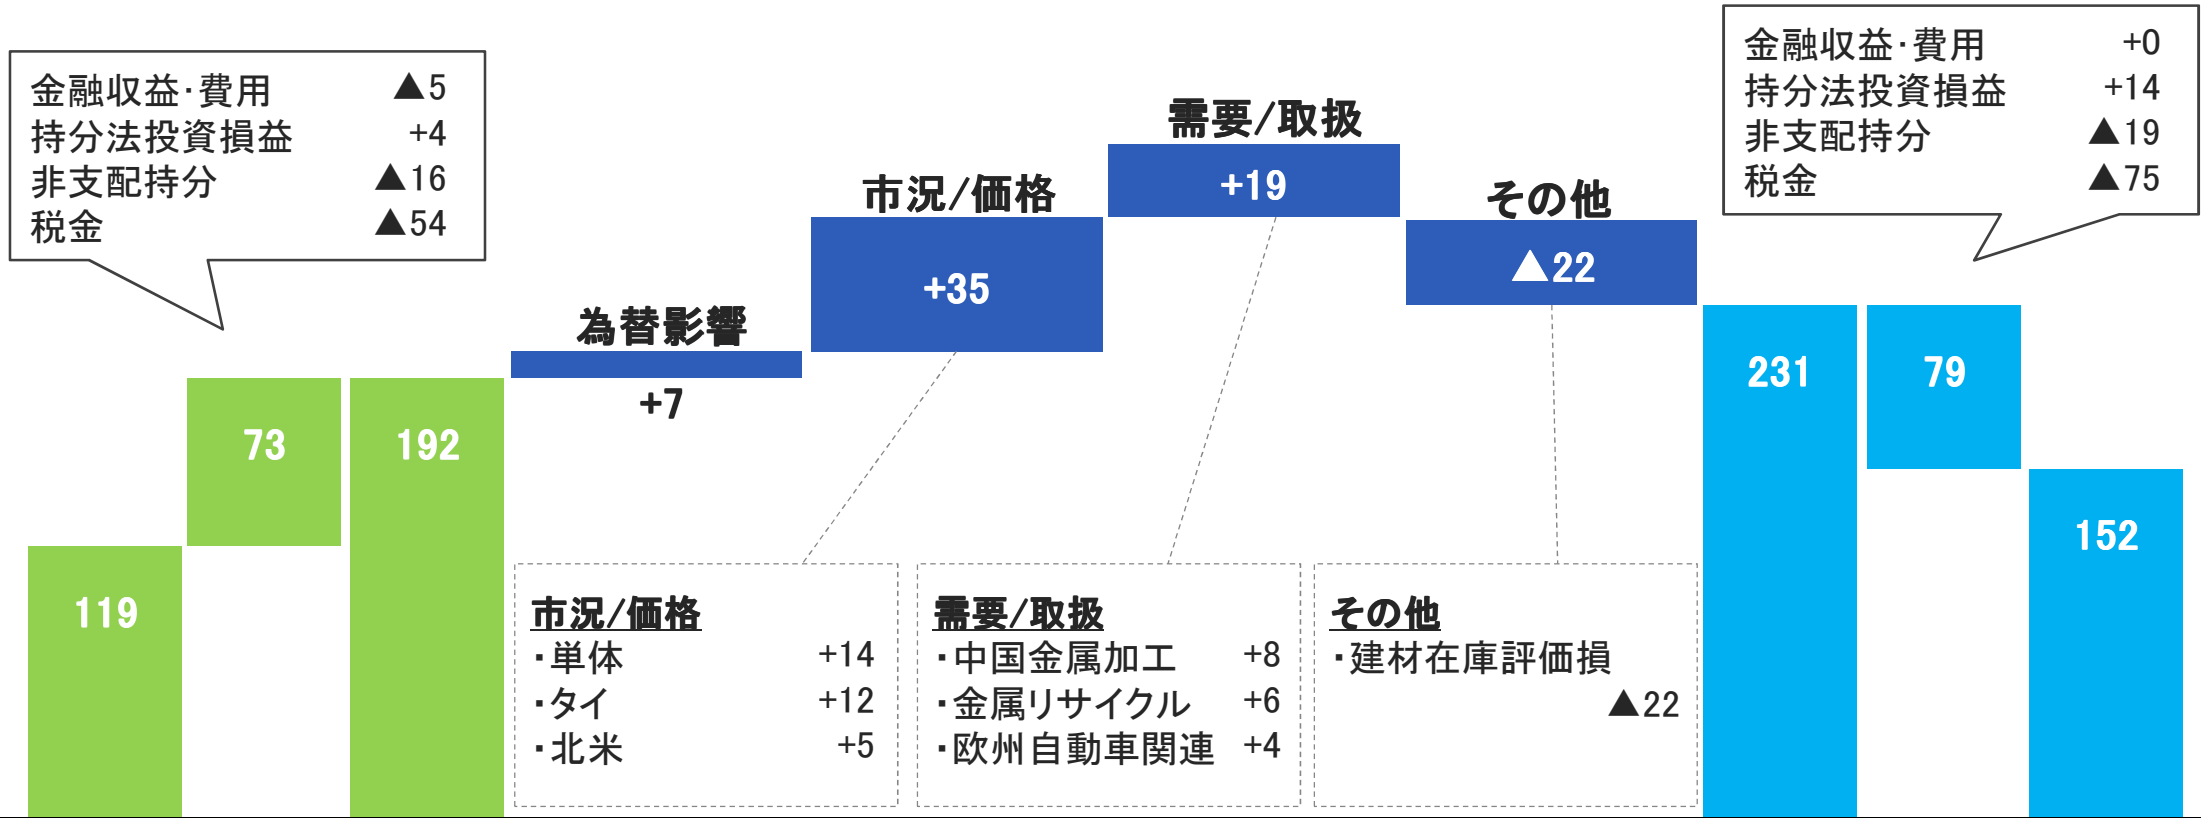 金融収益・費用 ▲5
持分法投資損益 +4
非支配持分 ▲16
税金 ▲54
金融収益・費用 +0
持分法投資損益 +14
非支配持分 ▲19
税金 ▲75
119
73
192
為替影響
+7
市況/価格
+35
需要/取扱
+19
その他
▲22
231
79
152
市況/価格
・単体 +14
・タイ +12
・北米 +5
需要/取扱
・中国金属加工 +8
・金属リサイクル +6
・欧州自動車関連 +4
その他
・建材在庫評価損
▲22